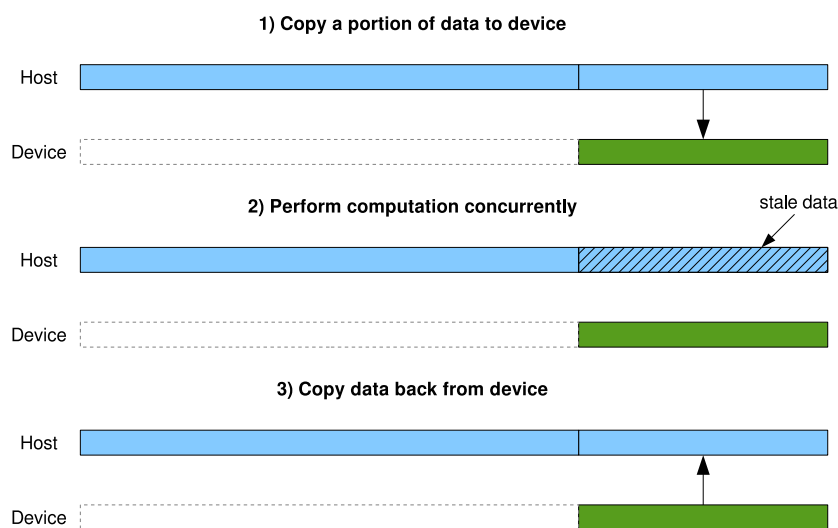 1) Copy a portion of data to device
Host
Device
2) Perform computation concurrently
stale data
Host
Device
3) Copy data back from device
Host
Device